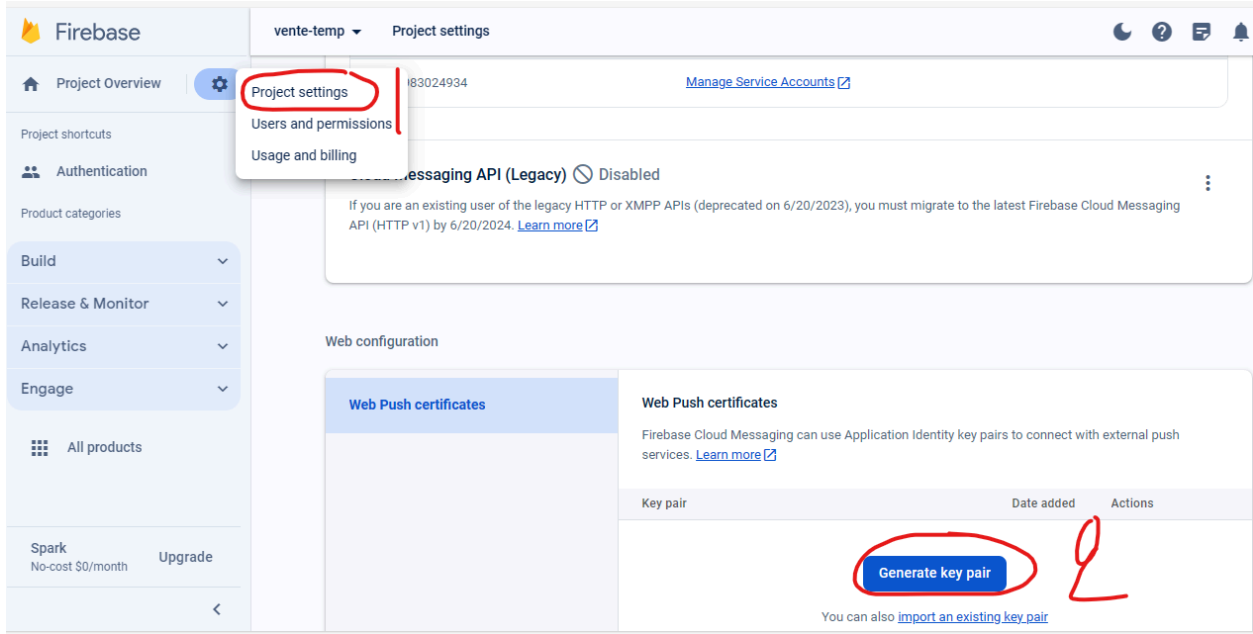 Firebase
vente-temp
Project settings
Project Overview
Project settings
Users and permissions
Usage and billing
83024934
Manage Service Accounts
Project shortcuts
Authentication
Product categories
Build
Release & Monitor
Analytics
Engage
All products
Spark
No-cost $0/month
Upgrade
Messaging API (Legacy) Disabled
If you are an existing user of the legacy HTTP or XMPP APIs (deprecated on 6/20/2023), you must migrate to the latest Firebase Cloud Messaging
API (HTTP v1) by 6/20/2024. Learn more
Web configuration
Web Push certificates
Web Push certificates
Firebase Cloud Messaging can use Application Identity key pairs to connect with external push
services. Learn more
Key pair Date added Actions
Generate key pair
2
You can also import an existing key pair